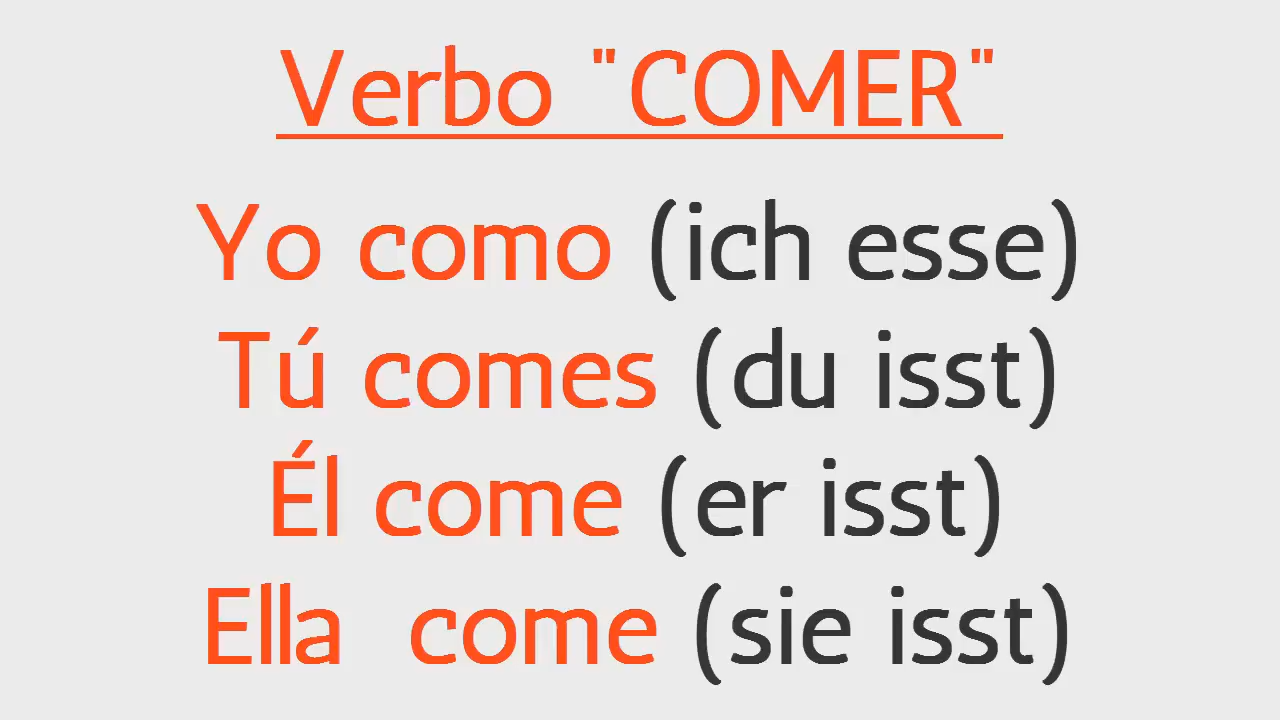 Verbo "COMER"
Yo como (ich esse)
Tú comes (du isst)
Él come (er isst)
Ella come (sie isst)